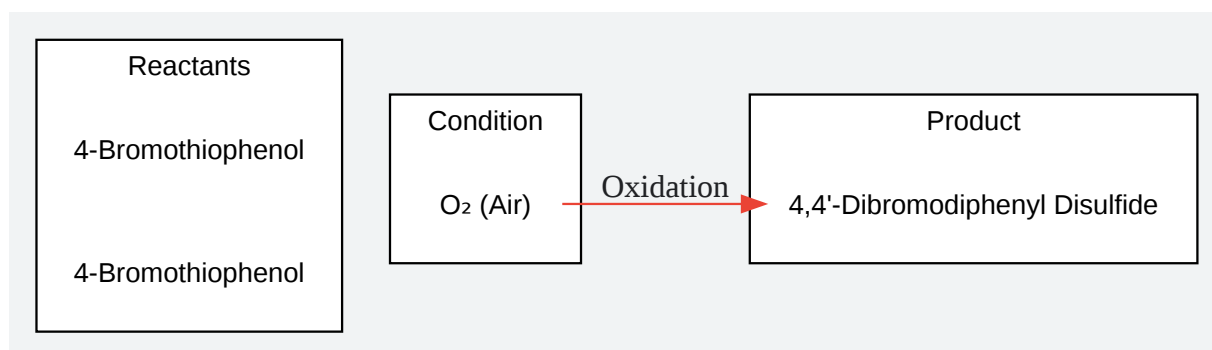 Reactants
4-Bromothiophenol
4-Bromothiophenol
Condition
O₂ (Air)
Oxidation
Product
4,4'-Dibromodiphenyl Disulfide